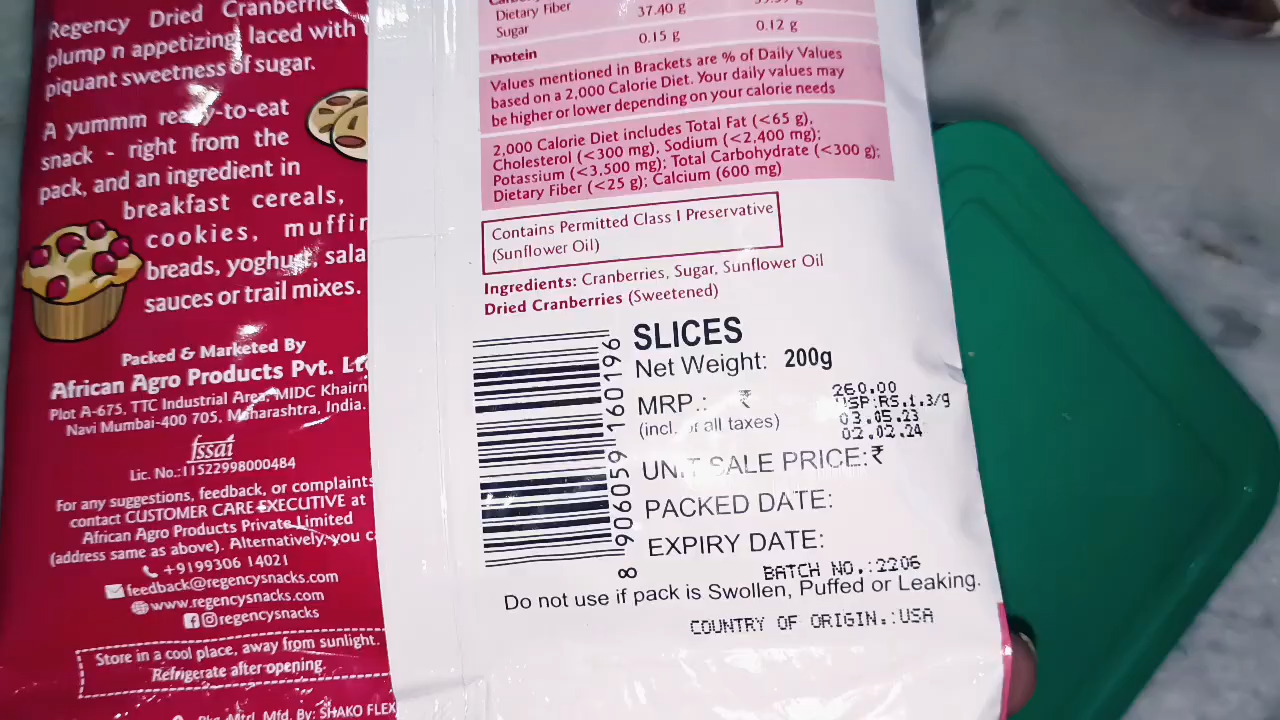 Regency Dried Cranberries
plump n appetizing, laced with
piquant sweetness of sugar.
A yummm ready-to-eat
snack - right from the
pack, and an ingredient in
breakfast cereals,
cookies, muffin
breads, yoghust, sala
sauces or trail mixes.
Packed & Marketed By
African Agro Products Pvt. Lt
Plot A-675, TTC Industrial Area, MIDC Khairn
Navi Mumbai-400 705, Maharashtra, India.
fssai
Lic. No.:11522998000484
For any suggestions, feedback, or complaints
contact CUSTOMER CARE EXECUTIVE at
African Agro Products Private Limited
(address same as above). Alternatively, you c
+9199306 14021
feedback@regencysnacks.com
www.regencysnacks.com
regencysnacks
Store in a cool place, away from sunlight.
Refrigerate after opening.
Mtrl. Mfd. By: SHAKO FLEX
Dietary Fiber
Sugar 37.40 g
Protein 0.15 g 0.12 g
Values mentioned in Brackets are % of Daily Values
based on a 2,000 Calorie Diet. Your daily values may
be higher or lower depending on your calorie needs
2,000 Calorie Diet includes Total Fat (<65 g),
Cholesterol (<300 mg), Sodium (<2,400 mg);
Potassium (<3,500 mg); Total Carbohydrate (<300 g);
Dietary Fiber (<25 g); Calcium (600 mg)
Contains Permitted Class I Preservative
(Sunflower Oil)
Ingredients: Cranberries, Sugar, Sunflower Oil
Dried Cranberries (Sweetened)
SLICES
Net Weight: 200g
MRP.: ₹ 260.00
(incl. of all taxes)
USP:RS.1.3/g
03.05.23
02.02.24
UNIT SALE PRICE:₹
PACKED DATE:
EXPIRY DATE:
8 906059 160196
BATCH NO.:2206
Do not use if pack is Swollen, Puffed or Leaking.
COUNTRY OF ORIGIN.:USA